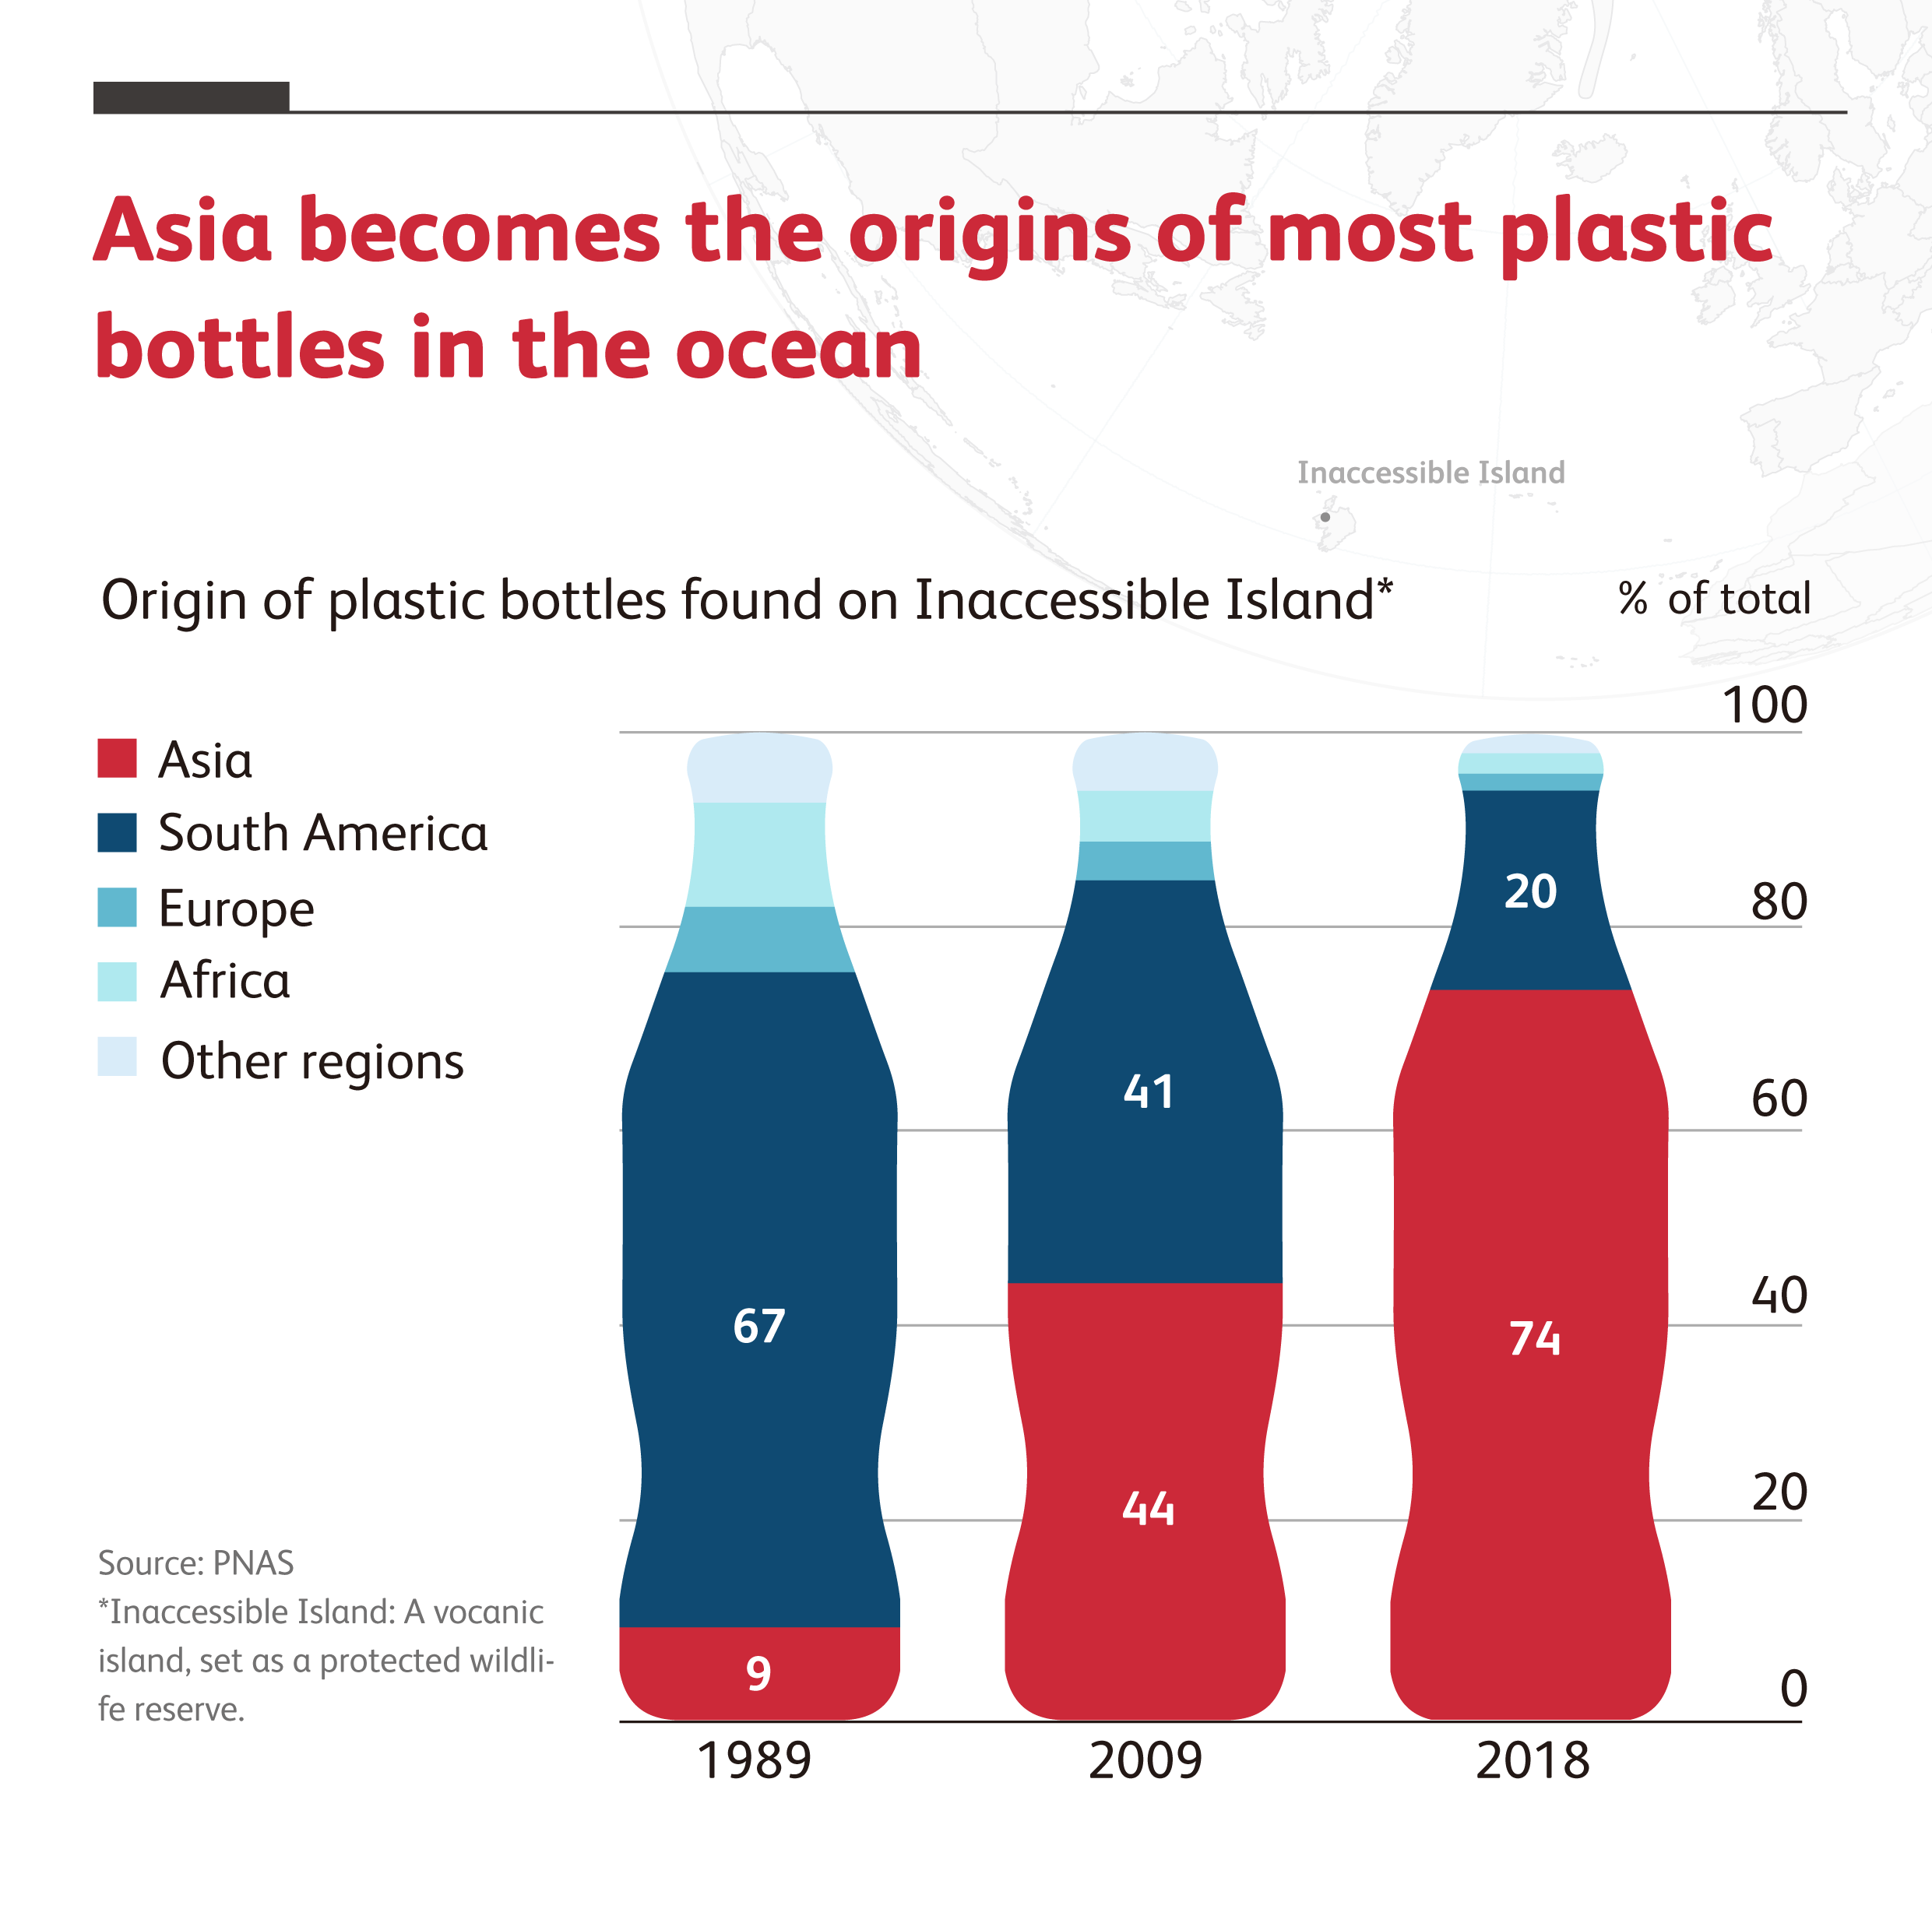 Asia becomes the origins of most plastic
bottles in the ocean
Inaccessible Island
Origin of plastic bottles found on Inaccessible Island*
% of total
Asia
South America
Europe
Africa
Other regions
100
80
60
40
20
0
67
9
41
44
20
74
1989
2009
2018
Source: PNAS
*Inaccessible Island: A vocanic
island, set as a protected wildli-
fe reserve.